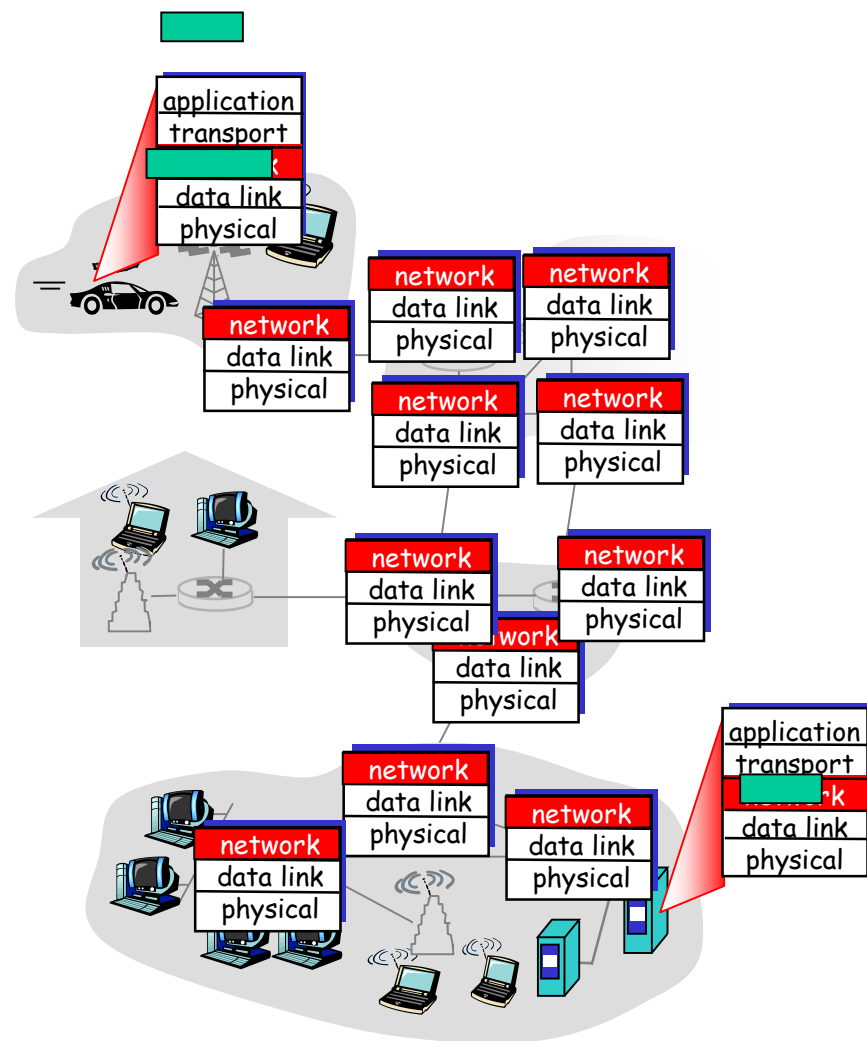 application
transport
k
data link
physical
network
data link
physical
network
data link
physical
network
data link
physical
network
data link
physical
network
data link
physical
network
data link
physical
network
data link
physical
network
data link
physical
network
data link
physical
network
data link
physical
network
data link
physical
application
transport
network
data link
physical